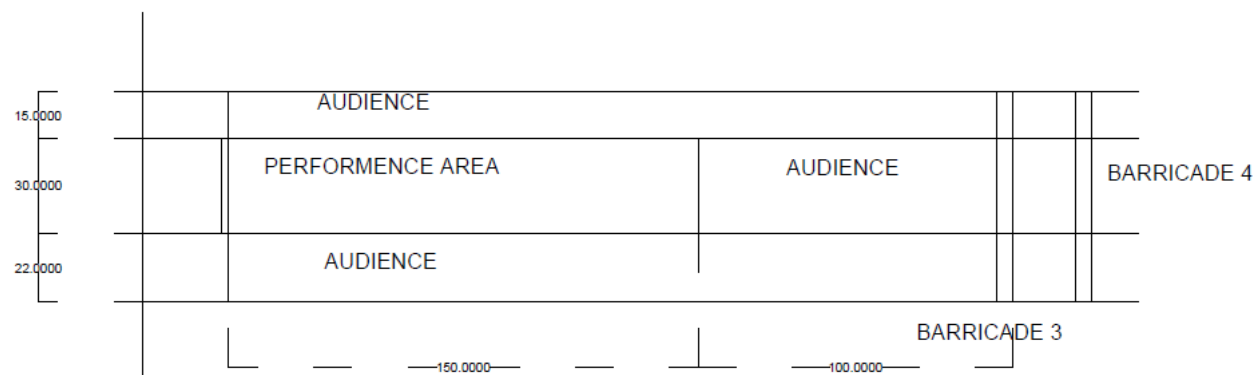 AUDIENCE
15.0000
PERFORMENCE AREA
AUDIENCE
BARRICADE 4
30.0000
AUDIENCE
22.0000
BARRICADE 3
150.0000
100.0000